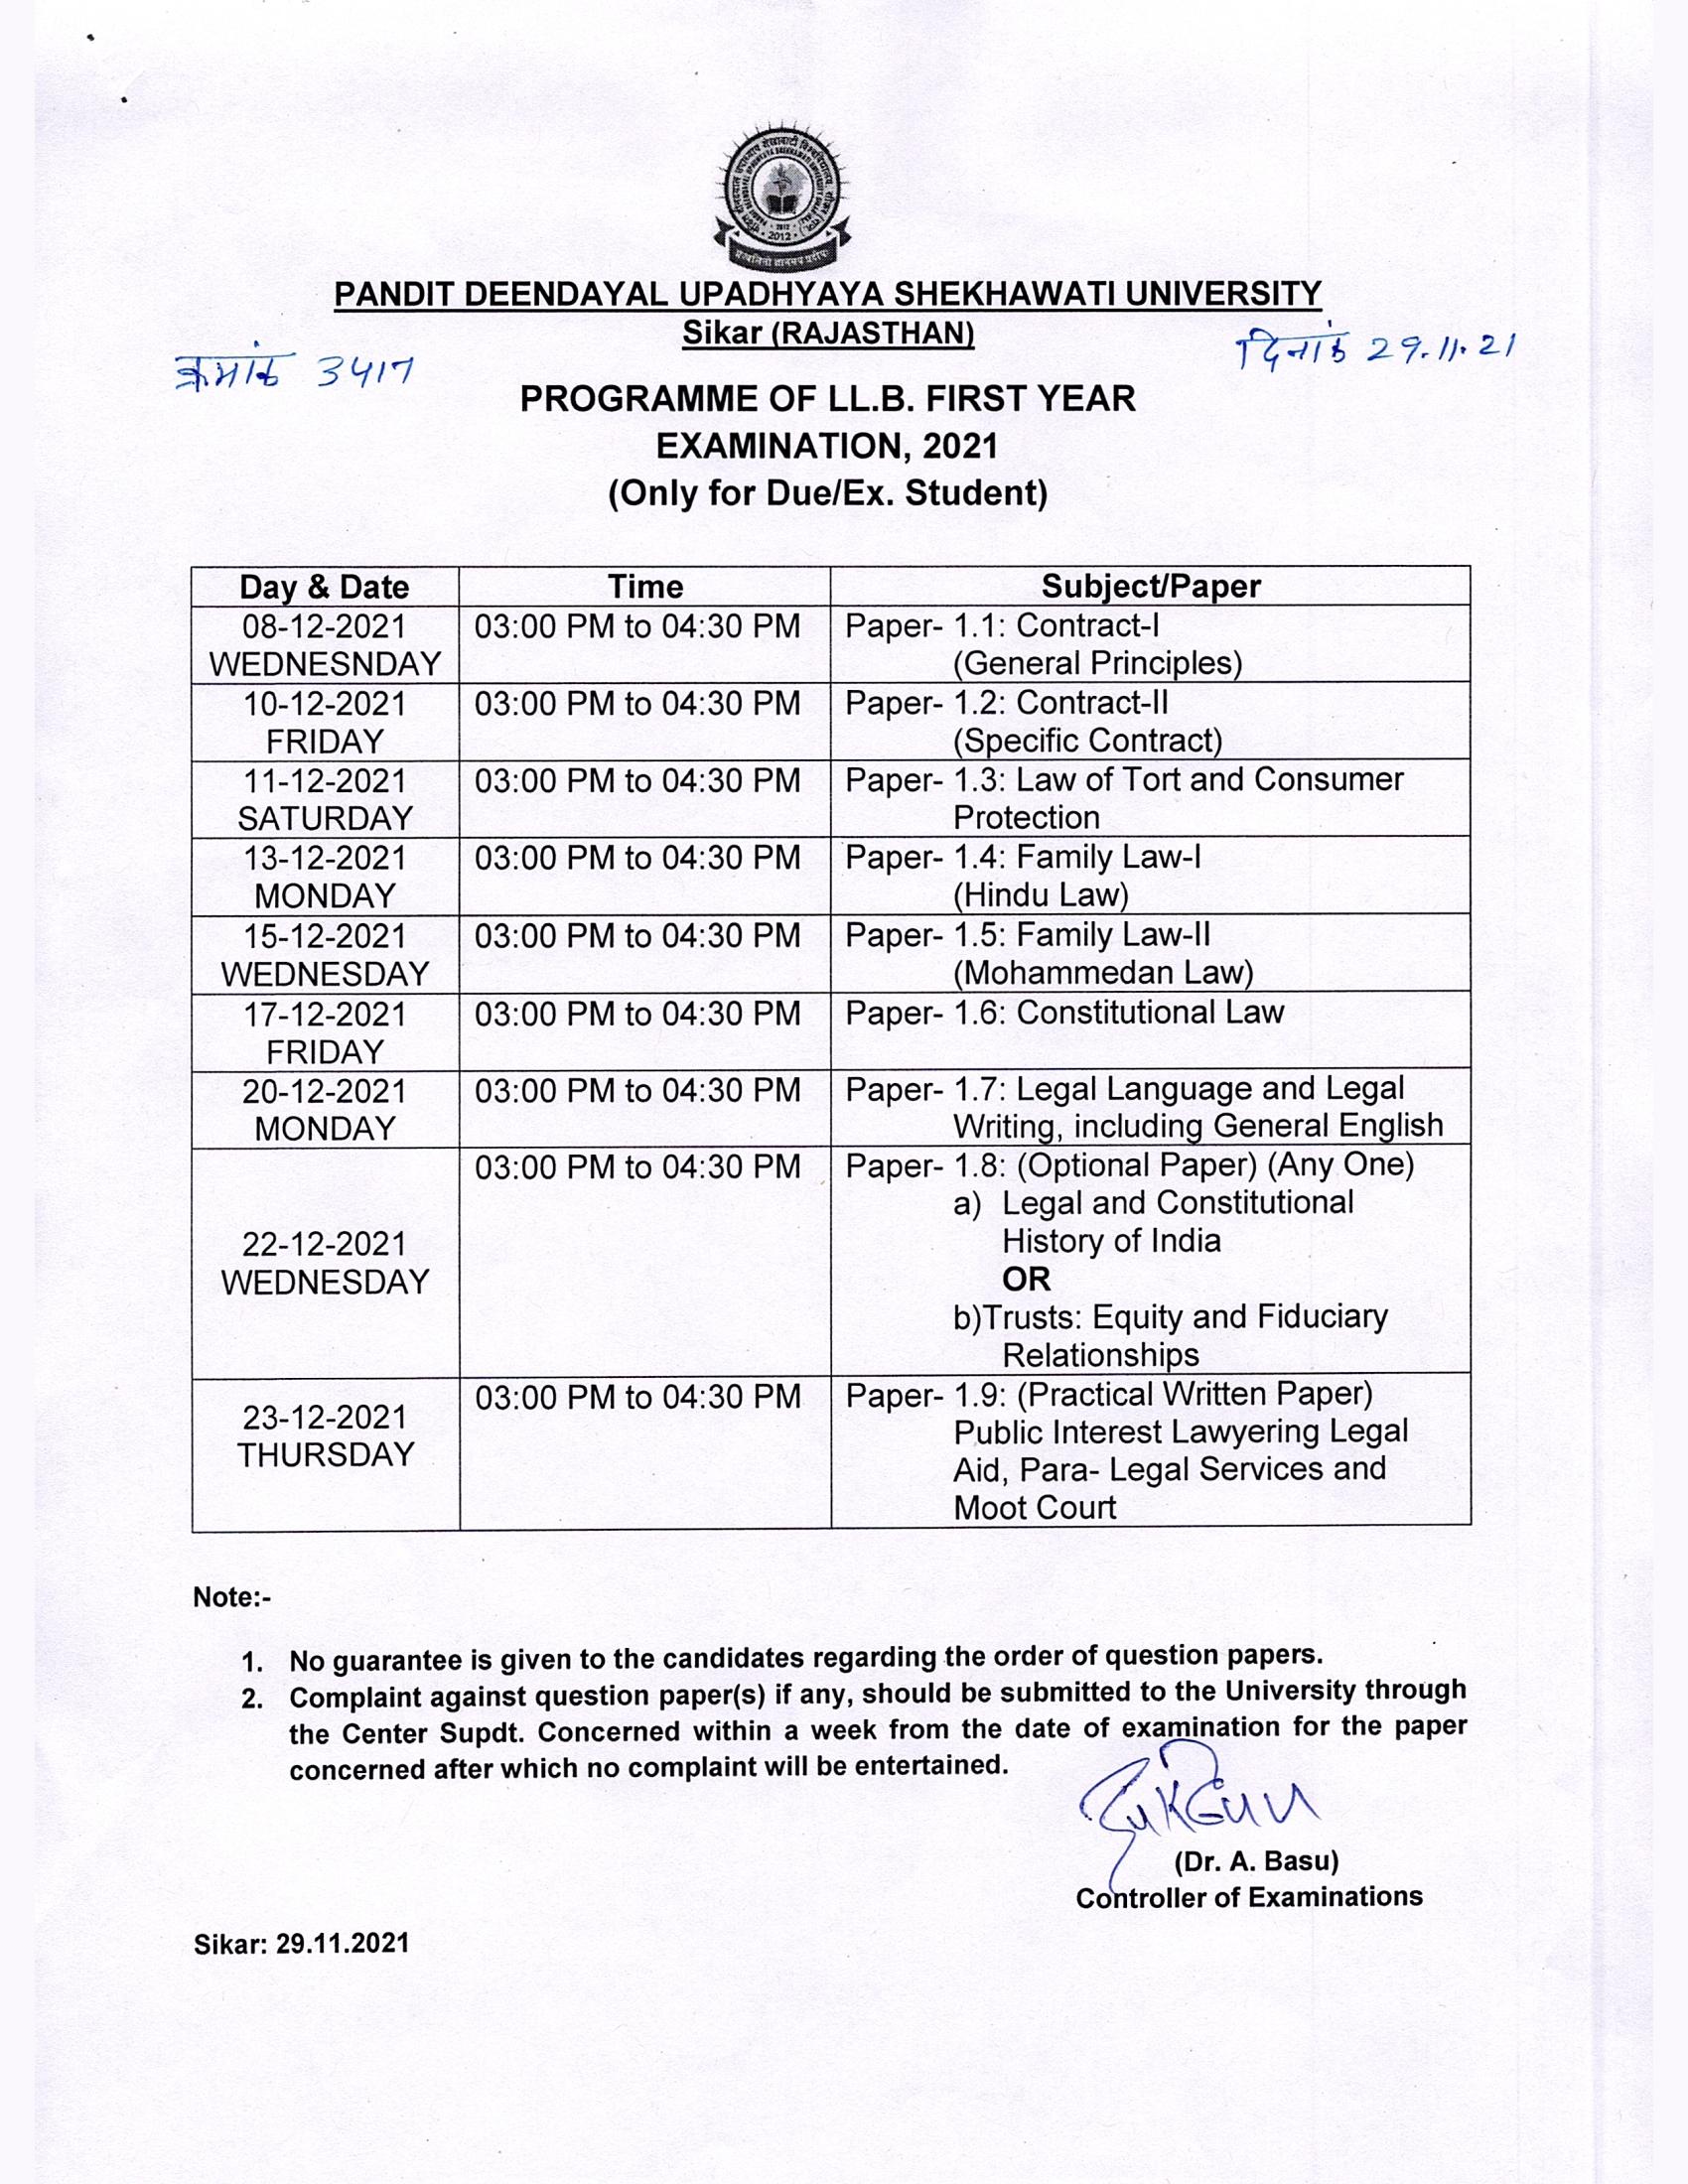 2012
PANDIT DEENDAYAL UPADHYAYA SHEKHAWATI UNIVERSITY
Sikar (RAJASTHAN)
क्रमांक 3417
दिनांक 29.11.21
PROGRAMME OF LL.B. FIRST YEAR
EXAMINATION, 2021
(Only for Due/Ex. Student)
Day & Date Time Subject/Paper
08-12-2021 03:00 PM to 04:30 PM Paper- 1.1: Contract-I
WEDNESNDAY (General Principles)
10-12-2021 03:00 PM to 04:30 PM Paper- 1.2: Contract-II
FRIDAY (Specific Contract)
11-12-2021 03:00 PM to 04:30 PM Paper- 1.3: Law of Tort and Consumer
SATURDAY Protection
13-12-2021 03:00 PM to 04:30 PM Paper- 1.4: Family Law-I
MONDAY (Hindu Law)
15-12-2021 03:00 PM to 04:30 PM Paper- 1.5: Family Law-II
WEDNESDAY (Mohammedan Law)
17-12-2021 03:00 PM to 04:30 PM Paper- 1.6: Constitutional Law
FRIDAY
20-12-2021 03:00 PM to 04:30 PM Paper- 1.7: Legal Language and Legal
MONDAY Writing, including General English
03:00 PM to 04:30 PM Paper- 1.8: (Optional Paper) (Any One)
a) Legal and Constitutional
22-12-2021 History of India
WEDNESDAY OR
b)Trusts: Equity and Fiduciary
Relationships
03:00 PM to 04:30 PM Paper- 1.9: (Practical Written Paper)
23-12-2021 Public Interest Lawyering Legal
THURSDAY Aid, Para- Legal Services and
Moot Court
Note:-
1. No guarantee is given to the candidates regarding the order of question papers.
2. Complaint against question paper(s) if any, should be submitted to the University through
the Center Supdt. Concerned within a week from the date of examination for the paper
concerned after which no complaint will be entertained.
(Dr. A. Basu)
Controller of Examinations
Sikar: 29.11.2021